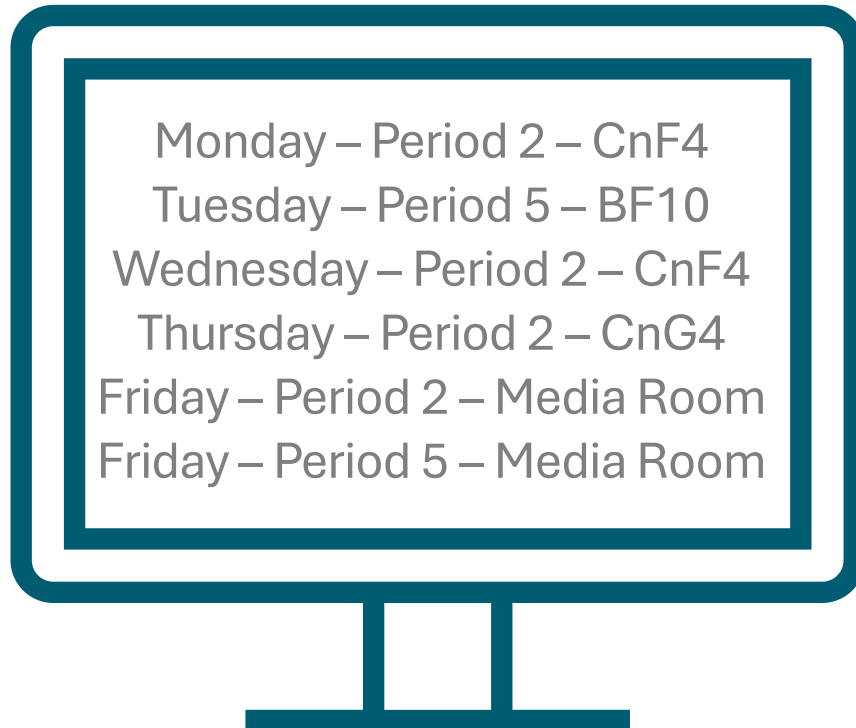 Monday – Period 2 – CnF4
Tuesday – Period 5 – BF10
Wednesday – Period 2 – CnF4
Thursday – Period 2 – CnG4
Friday – Period 2 – Media Room
Friday – Period 5 – Media Room